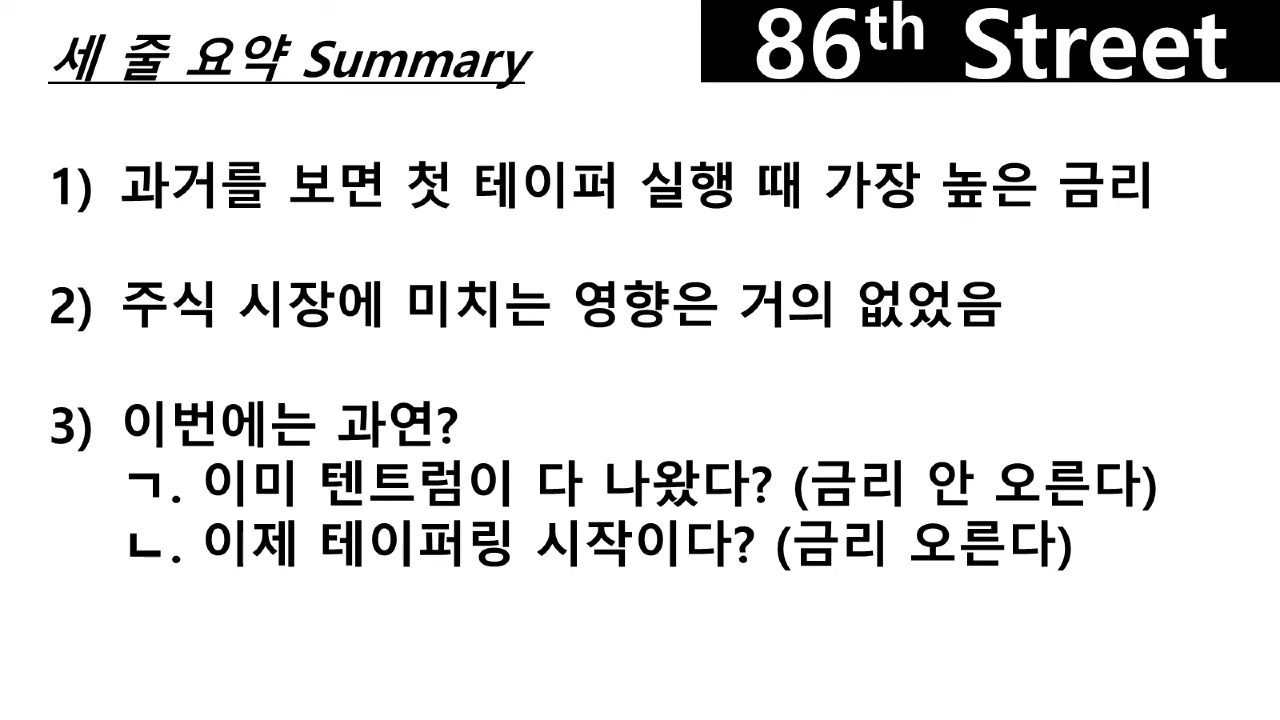 세 줄 요약 Summary
86th Street
1) 과거를 보면 첫 테이퍼 실행 때 가장 높은 금리
2) 주식 시장에 미치는 영향은 거의 없었음
3) 이번에는 과연?
ㄱ. 이미 텐트럼이 다 나왔다? (금리 안 오른다)
ㄴ. 이제 테이퍼링 시작이다? (금리 오른다)